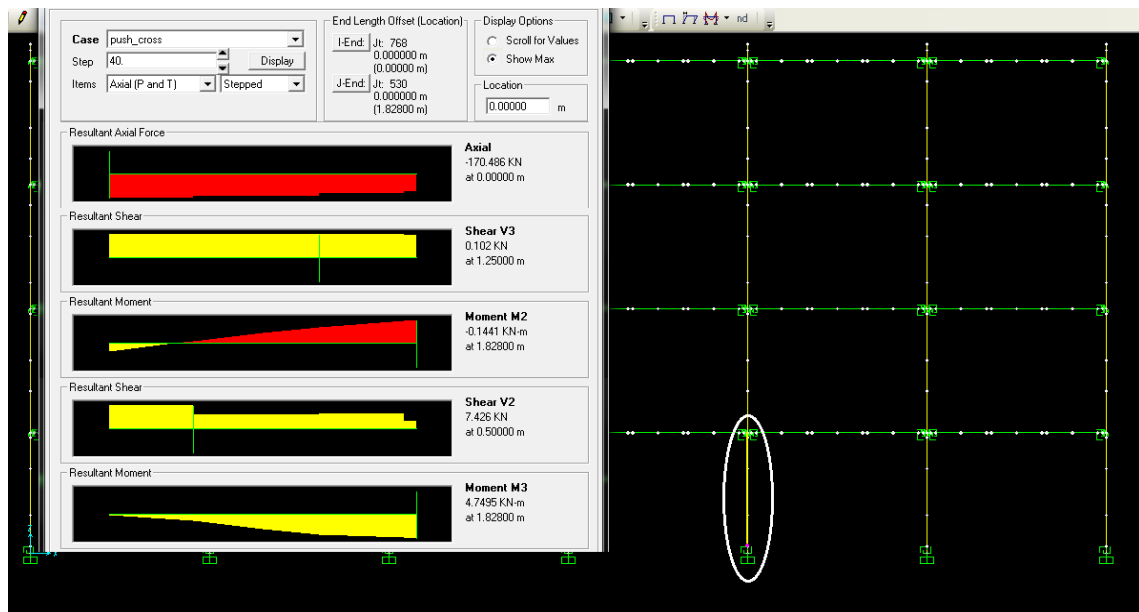 Case push_cross
Step 40. Display
Items Axial (P and T) Stepped
End Length Offset (Location)
I-End: Jt: 768
0.000000 m
(0.00000 m)
J-End: Jt: 530
0.000000 m
(1.82800 m)
Display Options
Scroll for Values
Show Max
Location
0.00000 m
Resultant Axial Force
Axial
-170.486 KN
at 0.00000 m
Resultant Shear
Shear V3
0.102 KN
at 1.25000 m
Resultant Moment
Moment M2
-0.1441 KN-m
at 1.82800 m
Resultant Shear
Shear V2
7.426 KN
at 0.50000 m
Resultant Moment
Moment M3
4.7495 KN-m
at 1.82800 m
nd